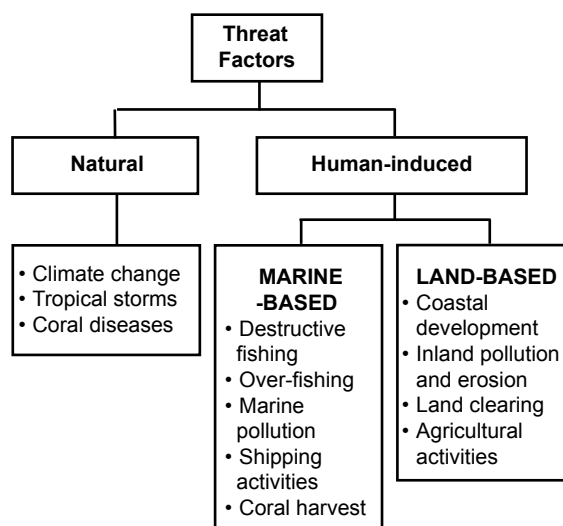 Threat
Factors
Natural
Human-induced
• Climate change
• Tropical storms
• Coral diseases
MARINE
-BASED
• Destructive
fishing
• Over-fishing
• Marine
pollution
• Shipping
activities
• Coral harvest
LAND-BASED
• Coastal
development
• Inland pollution
and erosion
• Land clearing
• Agricultural
activities